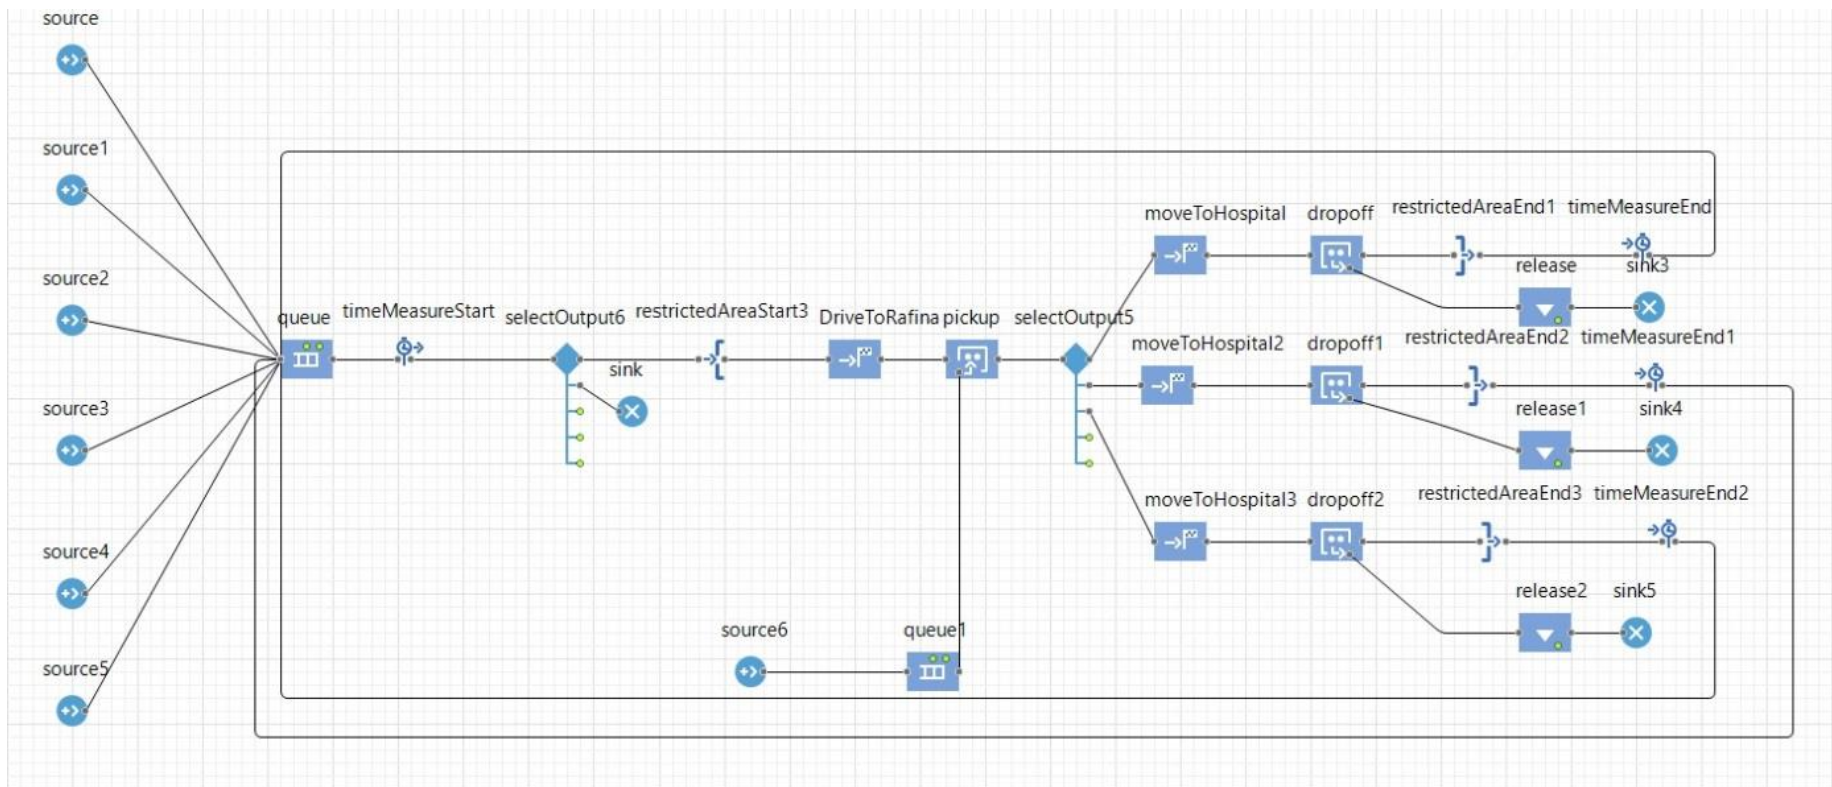 source
source1
source2
source3
source4
source5
queue
timeMeasureStart
selectOutput6
sink
restrictedAreaStart3
DriveToRafina
pickup
selectOutput5
source6
queue1
moveToHospital
dropoff
restrictedAreaEnd1
timeMeasureEnd
release
sink3
moveToHospital2
dropoff1
restrictedAreaEnd2
timeMeasureEnd1
release1
sink4
moveToHospital3
dropoff2
restrictedAreaEnd3
timeMeasureEnd2
release2
sink5